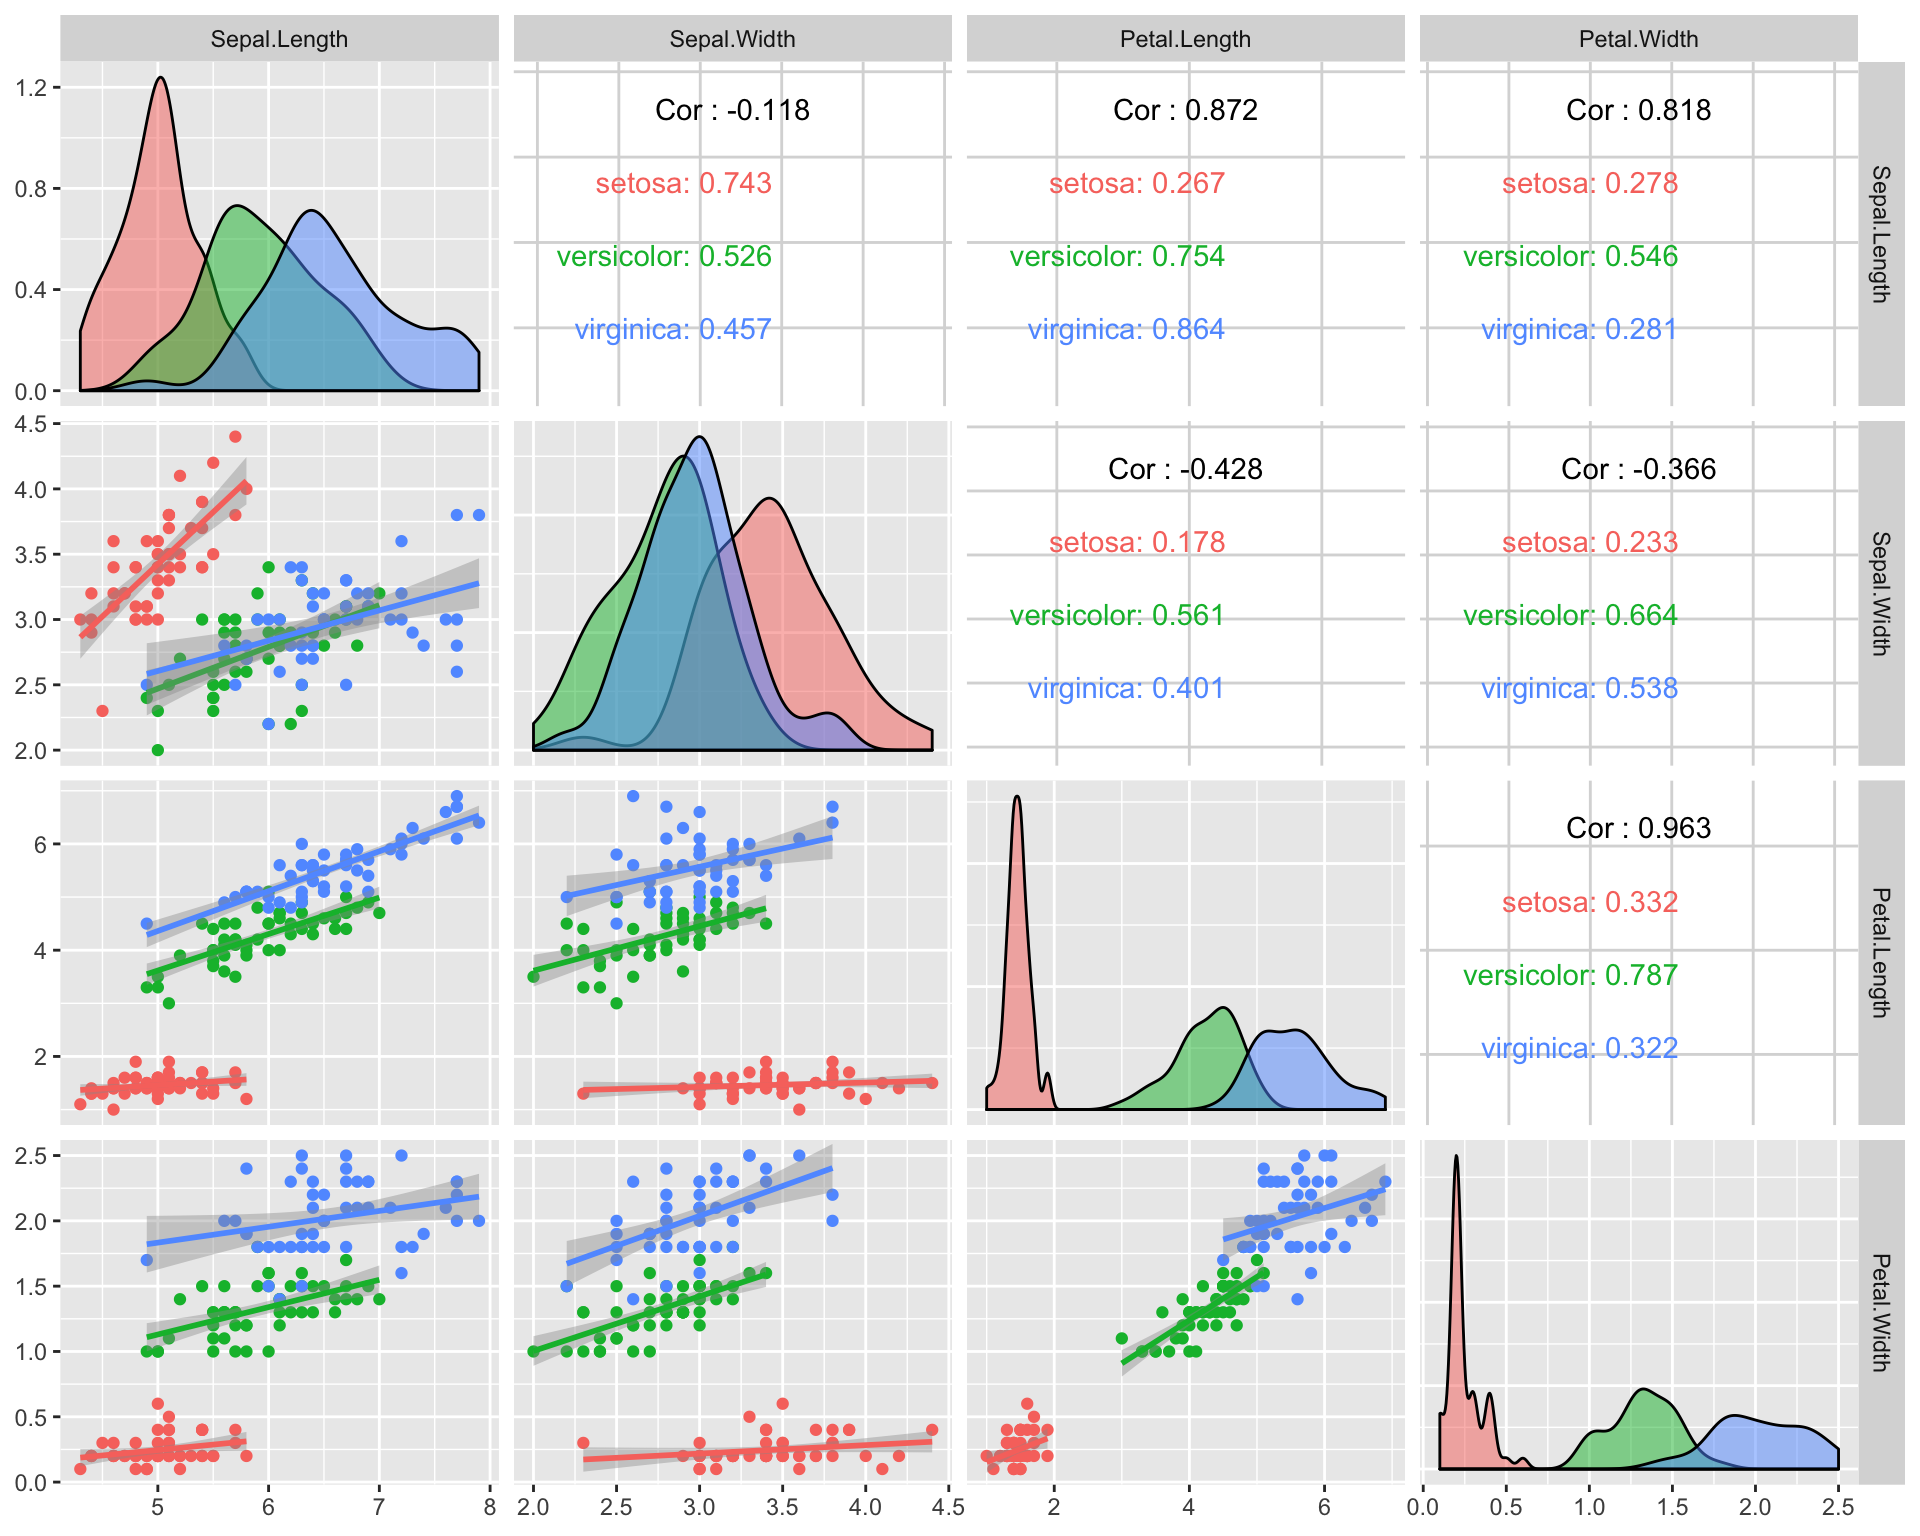 Sepal.Length Sepal.Width Petal.Length Petal.Width
1.2
0.8
0.4
0.0
Cor : -0.118
setosa: 0.743
versicolor: 0.526
virginica: 0.457
Cor : 0.872
setosa: 0.267
versicolor: 0.754
virginica: 0.864
Cor : 0.818
setosa: 0.278
versicolor: 0.546
virginica: 0.281
Sepal.Length
4.5
4.0
3.5
3.0
2.5
2.0
Cor : -0.428
setosa: 0.178
versicolor: 0.561
virginica: 0.401
Cor : -0.366
setosa: 0.233
versicolor: 0.664
virginica: 0.538
Sepal.Width
6
4
2
Cor : 0.963
setosa: 0.332
versicolor: 0.787
virginica: 0.322
Petal.Length
2.5
2.0
1.5
1.0
0.5
0.0
Petal.Width
5 6 7 8
2.0 2.5 3.0 3.5 4.0 4.5
2 4 6
0.0 0.5 1.0 1.5 2.0 2.5